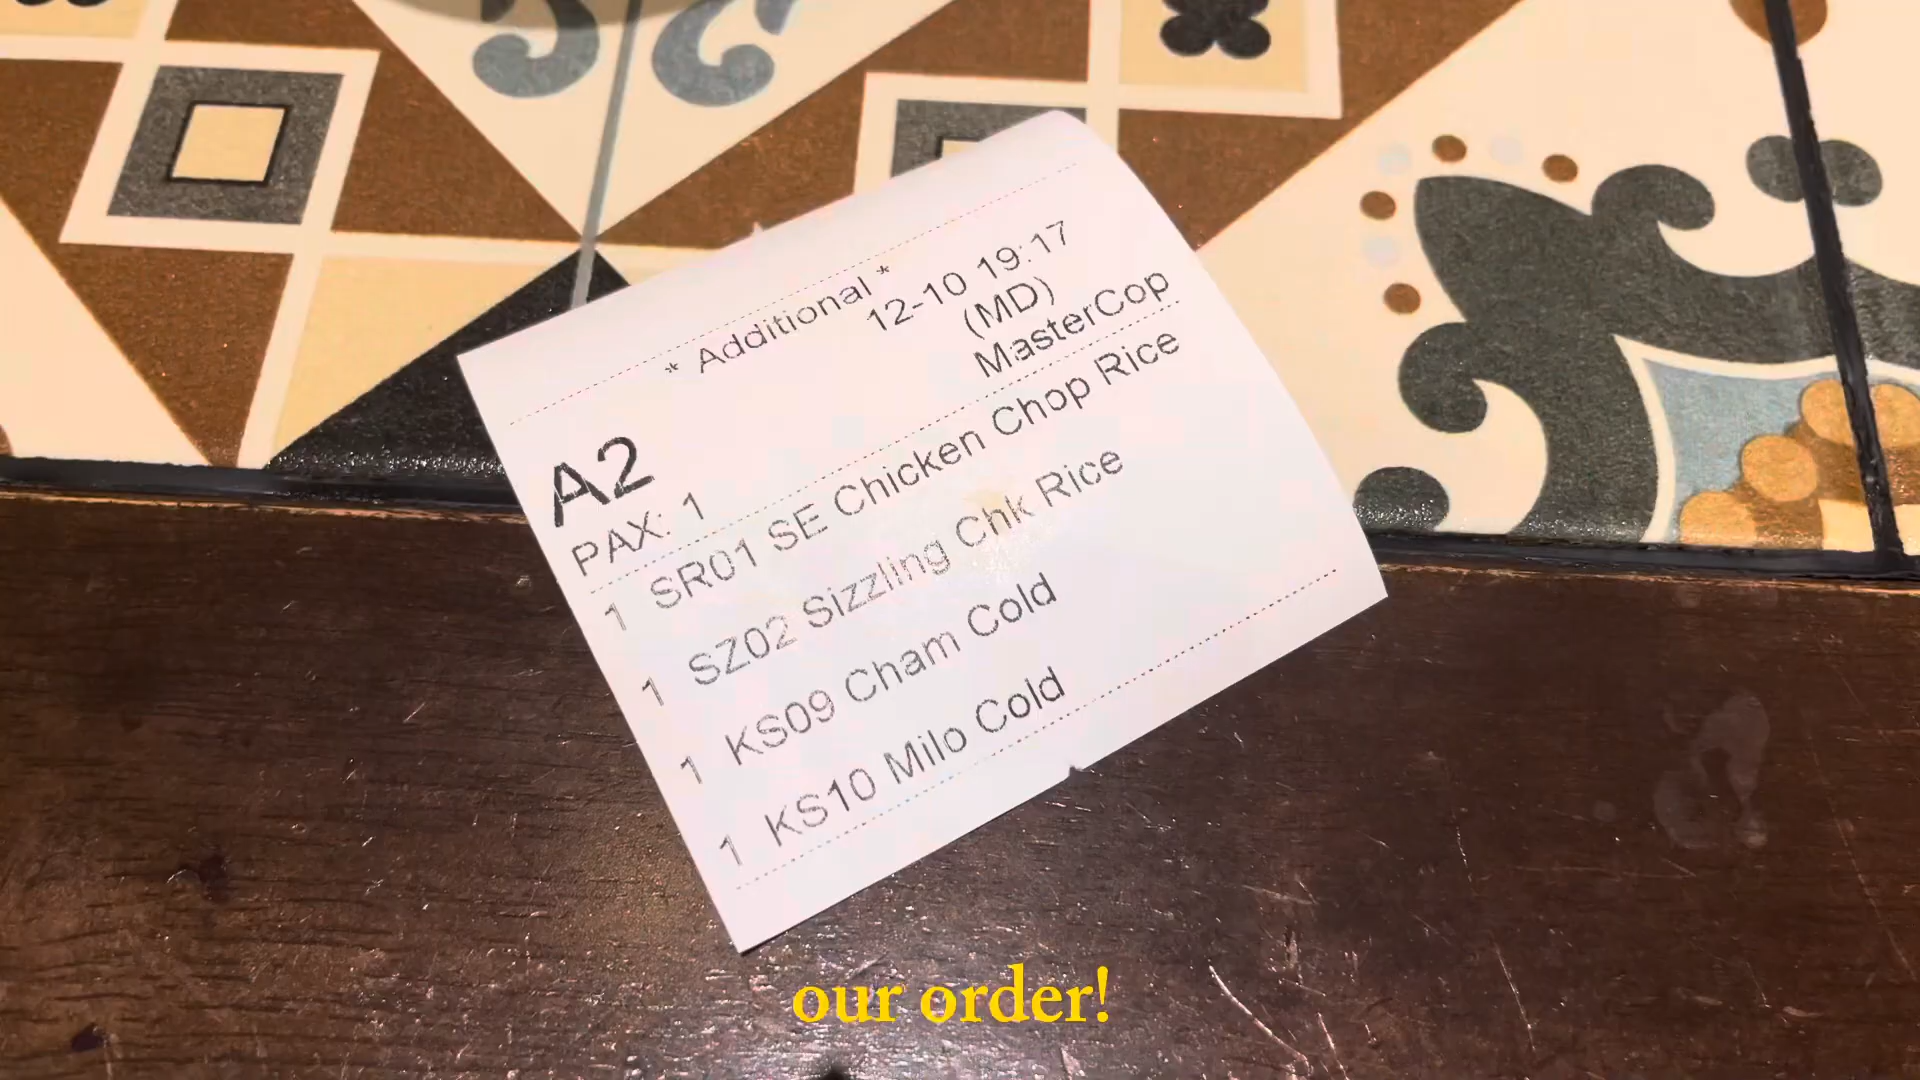 * Additional *
12-10 19:17
(MD)
MasterCop
A2
PAX: 1
1 SR01 SE Chicken Chop Rice
1 SZ02 Sizzling Chk Rice
1 KS09 Cham Cold
1 KS10 Milo Cold
our order!